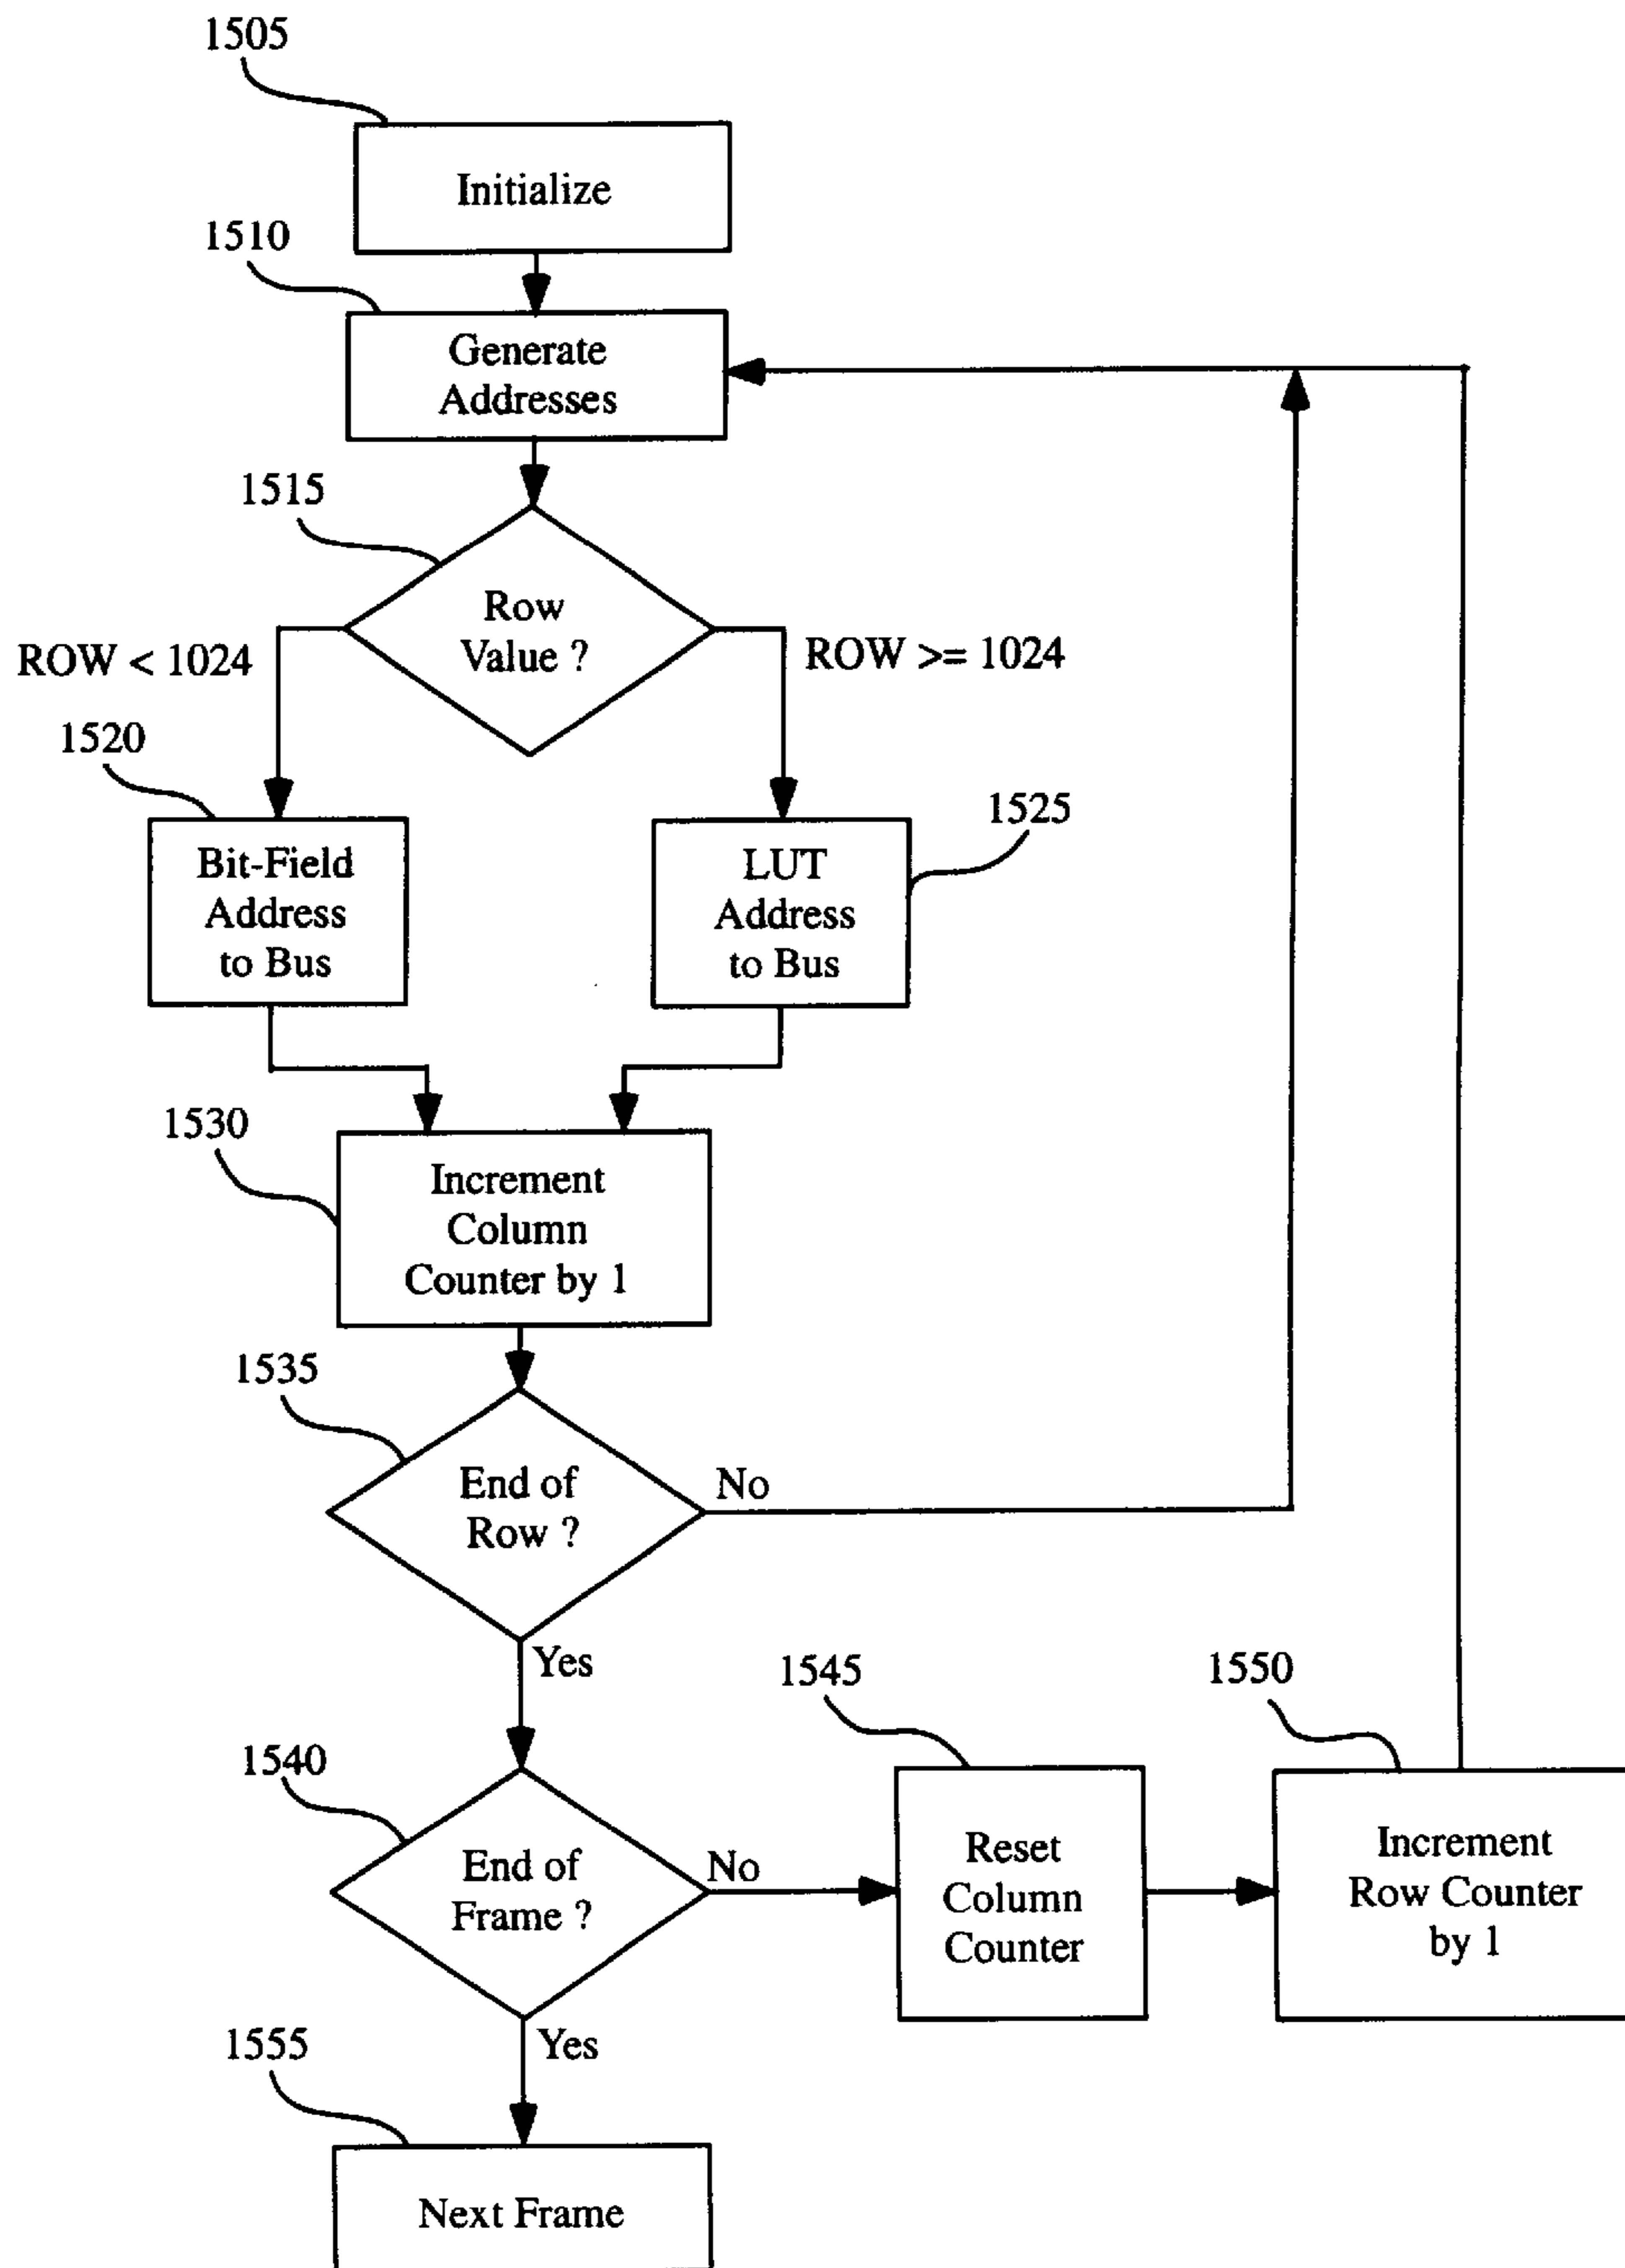 1505
Initialize
1510
Generate
Addresses
1515
Row
Value ?
ROW < 1024
ROW >= 1024
1520
Bit-Field
Address
to Bus
1525
LUT
Address
to Bus
1530
Increment
Column
Counter by 1
1535
End of
Row ?
No
Yes
1540
End of
Frame ?
No
1545
Reset
Column
Counter
1550
Increment
Row Counter
by 1
Yes
1555
Next Frame